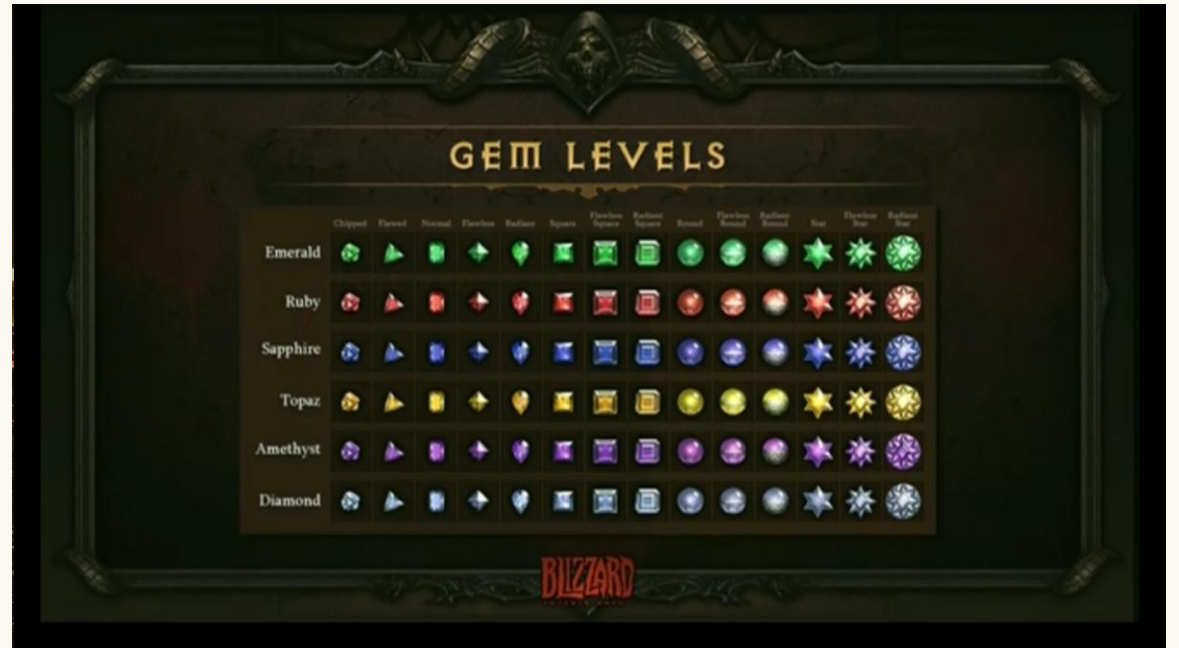 GEM LEVELS
Chipped Flawed Normal Flawless Radiant Square Flawless Square Radiant Square Round Flawless Round Radiant Round Star Flawless Star Radiant Star
Emerald
Ruby
Sapphire
Topaz
Amethyst
Diamond
BLIZZARD
ENTERTAINMENT